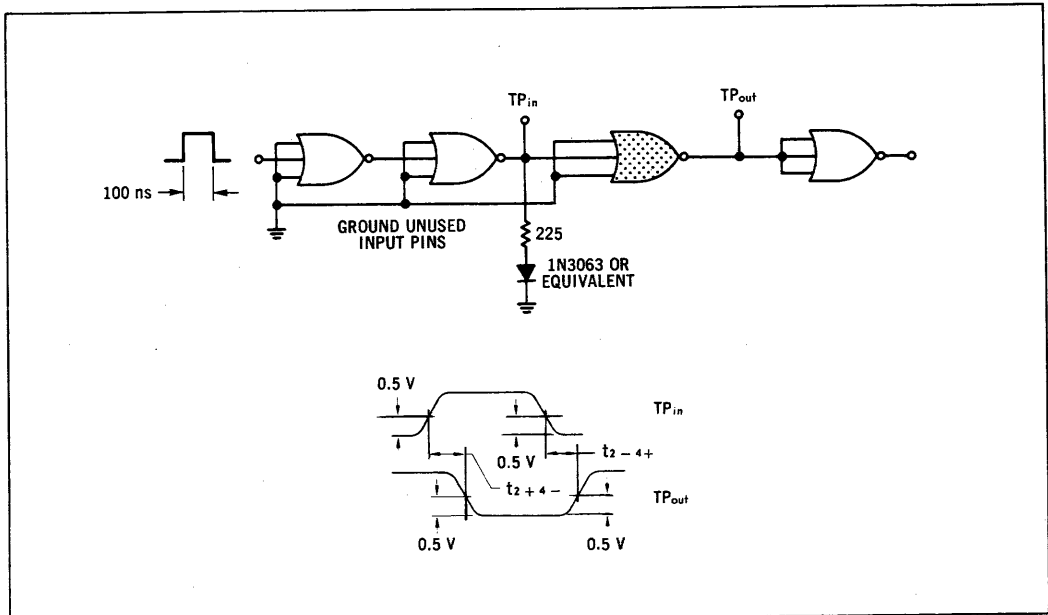 TPin
TPout
100 ns
GROUND UNUSED
INPUT PINS
225
1N3063 OR
EQUIVALENT
0.5 V
TPin
0.5 V
t2 - 4+
t2 + 4 -
TPout
0.5 V
0.5 V